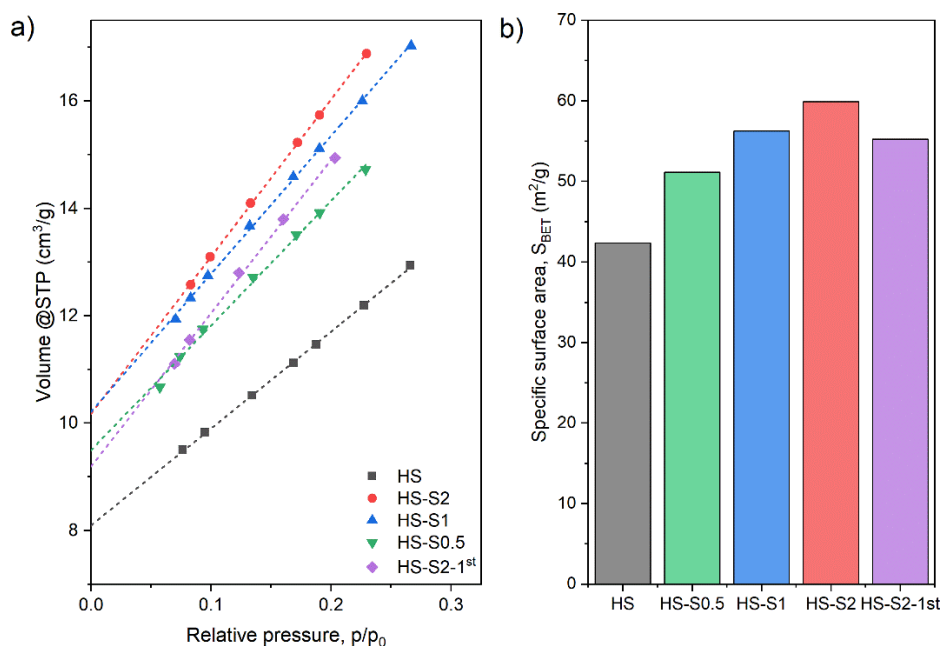 a)
Volume @STP (cm³/g)
16
14
12
10
8
0.0
0.1
0.2
0.3
Relative pressure, p/p₀
HS
HS-S2
HS-S1
HS-S0.5
HS-S2-1ˢᵗ
b)
Specific surface area, S_BET (m²/g)
70
60
50
40
30
20
10
0
HS
HS-S0.5
HS-S1
HS-S2
HS-S2-1st